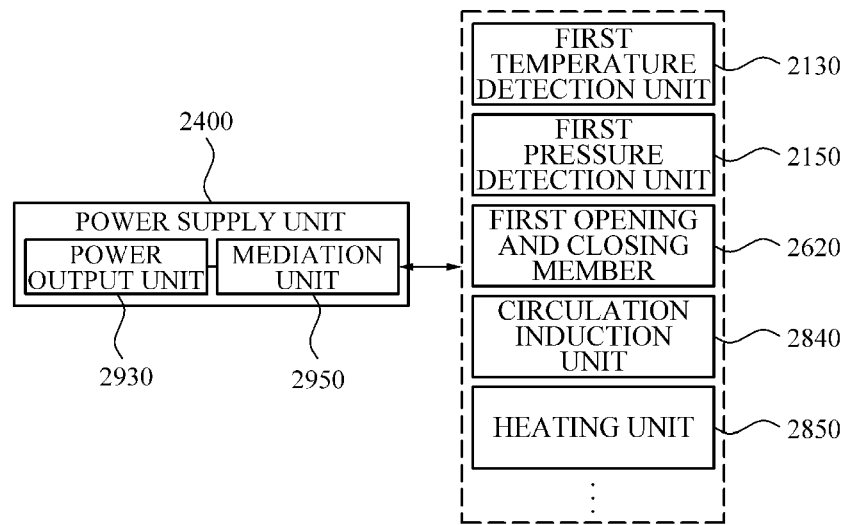 2400
POWER SUPPLY UNIT
POWER
OUTPUT UNIT
MEDIATION
UNIT
2930
2950
FIRST
TEMPERATURE
DETECTION UNIT
2130
FIRST
PRESSURE
DETECTION UNIT
2150
FIRST OPENING
AND CLOSING
MEMBER
2620
CIRCULATION
INDUCTION
UNIT
2840
HEATING UNIT
2850